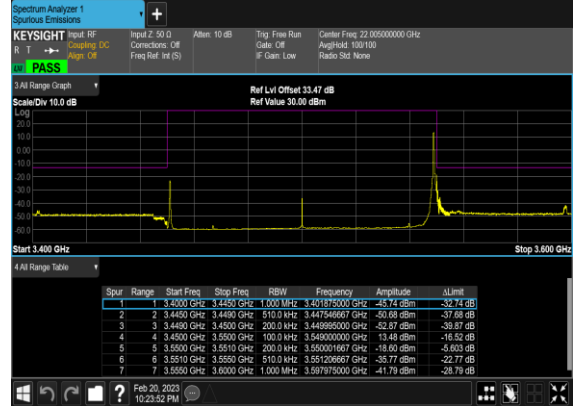 Spectrum Analyzer 1
Spurious Emissions
KEYSIGHT Input: RF Input Z: 50 Ω Atten: 10 dB Trig: Free Run Center Freq: 22.005000000 GHz
R T Coupling: DC Corrections: Off Gate: Off Avg|Hold: 100/100
Align: Off Freq Ref: Int (S) IF Gain: Low Radio Std: None
PASS
3 All Range Graph
Ref Lvl Offset 33.47 dB
Scale/Div 10.0 dB Ref Value 30.00 dBm
Log
20.0
10.0
0.00
-10.0
-20.0
-30.0
-40.0
-50.0
-60.0
Start 3.400 GHz Stop 3.600 GHz
4 All Range Table
Spur Range Start Freq Stop Freq RBW Frequency Amplitude ΔLimit
1 1 3.4000 GHz 3.4450 GHz 1.000 MHz 3.401875000 GHz -45.74 dBm -32.74 dB
2 2 3.4450 GHz 3.4490 GHz 510.0 kHz 3.447546667 GHz -50.68 dBm -37.68 dB
3 3 3.4490 GHz 3.4500 GHz 200.0 kHz 3.449995000 GHz -52.87 dBm -39.87 dB
4 4 3.4500 GHz 3.5500 GHz 100.0 kHz 3.549000000 GHz 13.48 dBm -16.52 dB
5 5 3.5500 GHz 3.5510 GHz 200.0 kHz 3.550001667 GHz -18.60 dBm -5.603 dB
6 6 3.5510 GHz 3.5550 GHz 510.0 kHz 3.551206667 GHz -35.77 dBm -22.77 dB
7 7 3.5550 GHz 3.6000 GHz 1.000 MHz 3.597975000 GHz -41.79 dBm -28.79 dB
? Feb 20, 2023
10:23:52 PM